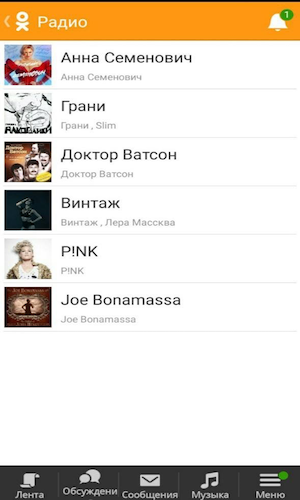 Радио
1
Анна Семенович
Анна Семенович
Грани
Грани , Slim
Доктор Ватсон
Доктор Ватсон
Винтаж
Винтаж , Лера Массква
P!NK
P!NK
Joe Bonamassa
Joe Bonamassa
Лента
Обсуждени
Сообщения
Музыка
Меню